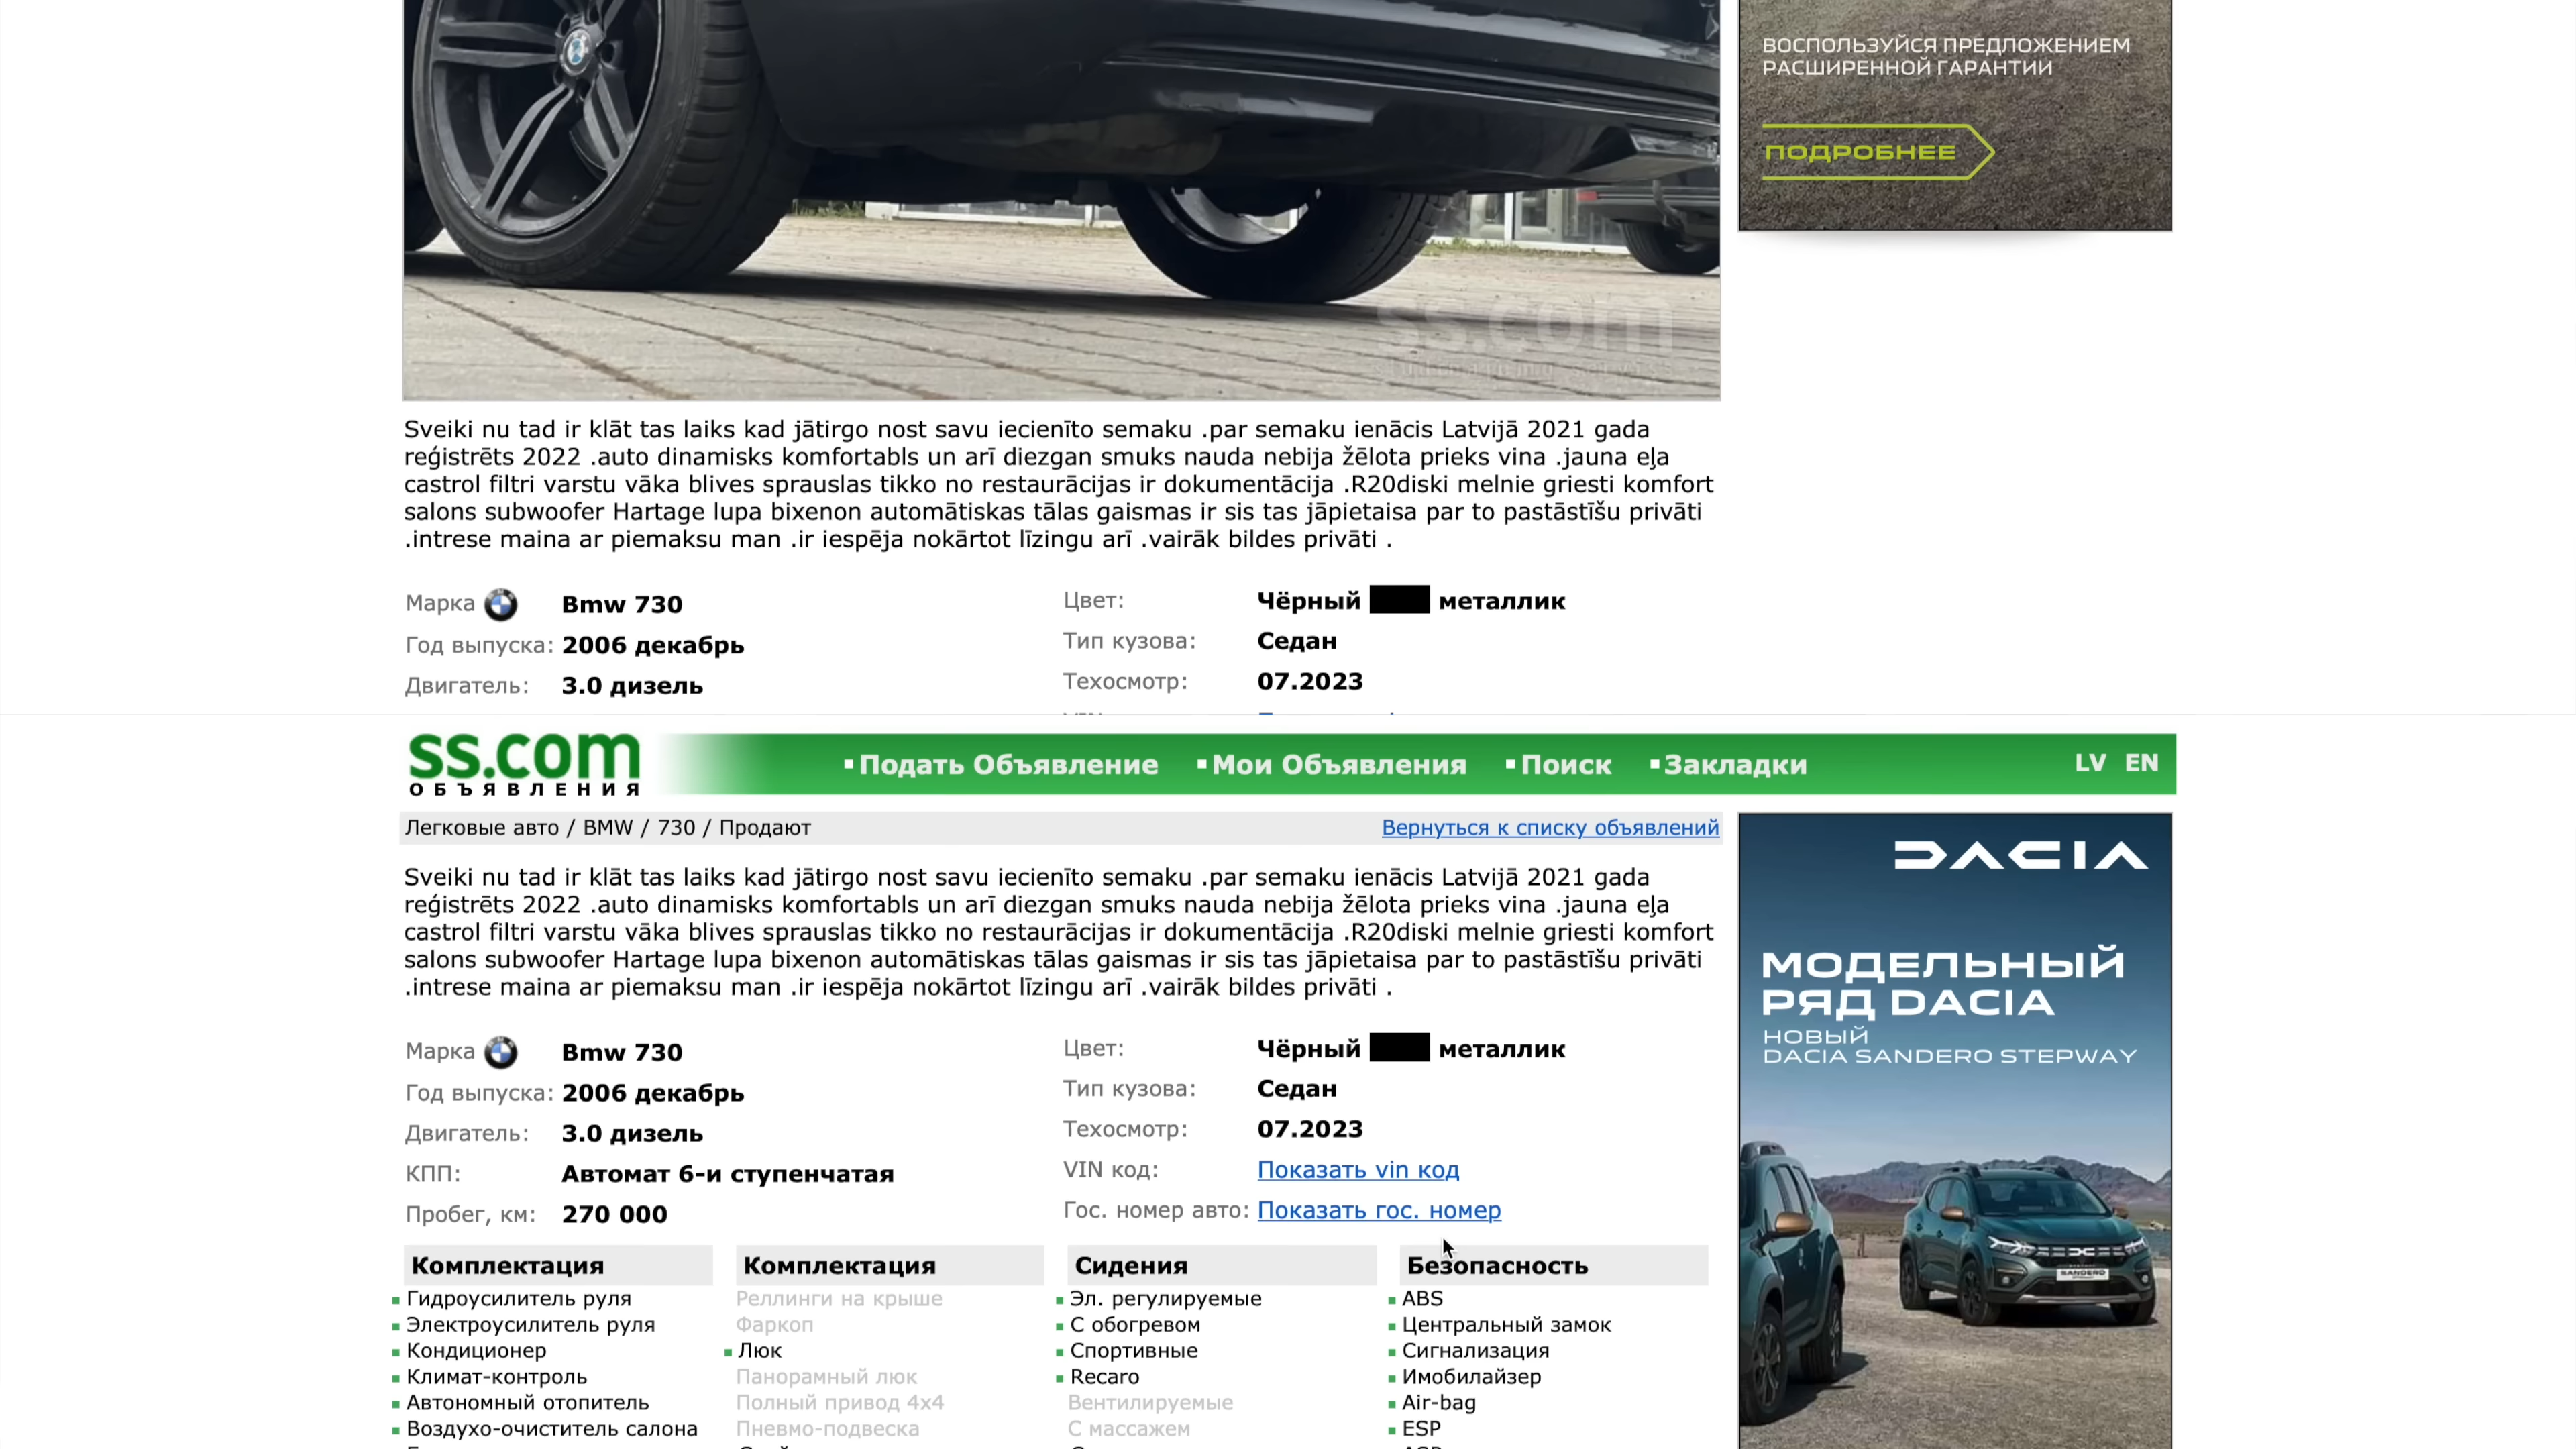 ВОСПОЛЬЗУЙСЯ ПРЕДЛОЖЕНИЕМ
РАСШИРЕННОЙ ГАРАНТИИ
ПОДРОБНЕЕ
ss.com
Sveiki nu tad ir klāt tas laiks kad jātirgo nost savu iecienīto semaku .par semaku ienācis Latvijā 2021 gada
reģistrēts 2022 .auto dinamisks komfortabls un arī diezgan smuks nauda nebija žēlota prieks vina .jauna eļa
castrol filtri varstu vāka blives sprauslas tikko no restaurācijas ir dokumentācija .R20diski melnie griesti komfort
salons subwoofer Hartage lupa bixenon automātiskas tālas gaismas ir sis tas jāpietaisa par to pastāstīšu privāti
.intrese maina ar piemaksu man .ir iespēja nokārtot līzingu arī .vairāk bildes privāti .
Марка Bmw 730
Цвет: Чёрный металлик
Год выпуска: 2006 декабрь
Тип кузова: Седан
Двигатель: 3.0 дизель
Техосмотр: 07.2023
ss.com
ОБЪЯВЛЕНИЯ
Подать Объявление Мои Объявления Поиск Закладки LV EN
Легковые авто / BMW / 730 / Продают Вернуться к списку объявлений
Sveiki nu tad ir klāt tas laiks kad jātirgo nost savu iecienīto semaku .par semaku ienācis Latvijā 2021 gada
reģistrēts 2022 .auto dinamisks komfortabls un arī diezgan smuks nauda nebija žēlota prieks vina .jauna eļa
castrol filtri varstu vāka blives sprauslas tikko no restaurācijas ir dokumentācija .R20diski melnie griesti komfort
salons subwoofer Hartage lupa bixenon automātiskas tālas gaismas ir sis tas jāpietaisa par to pastāstīšu privāti
.intrese maina ar piemaksu man .ir iespēja nokārtot līzingu arī .vairāk bildes privāti .
Марка Bmw 730
Цвет: Чёрный металлик
Год выпуска: 2006 декабрь
Тип кузова: Седан
Двигатель: 3.0 дизель
Техосмотр: 07.2023
КПП: Автомат 6-и ступенчатая
VIN код: Показать vin код
Пробег, км: 270 000
Гос. номер авто: Показать гос. номер
Комплектация
Гидроусилитель руля
Электроусилитель руля
Кондиционер
Климат-контроль
Автономный отопитель
Воздухо-очиститель салона
Комплектация
Реллинги на крыше
Фаркоп
Люк
Панорамный люк
Полный привод 4x4
Пневмо-подвеска
Сидения
Эл. регулируемые
С обогревом
Спортивные
Recaro
Вентилируемые
С массажем
Безопасность
ABS
Центральный замок
Сигнализация
Имобилайзер
Air-bag
ESP
DACIA
МОДЕЛЬНЫЙ
РЯД DACIA
НОВЫЙ
DACIA SANDERO STEPWAY
SANDERO